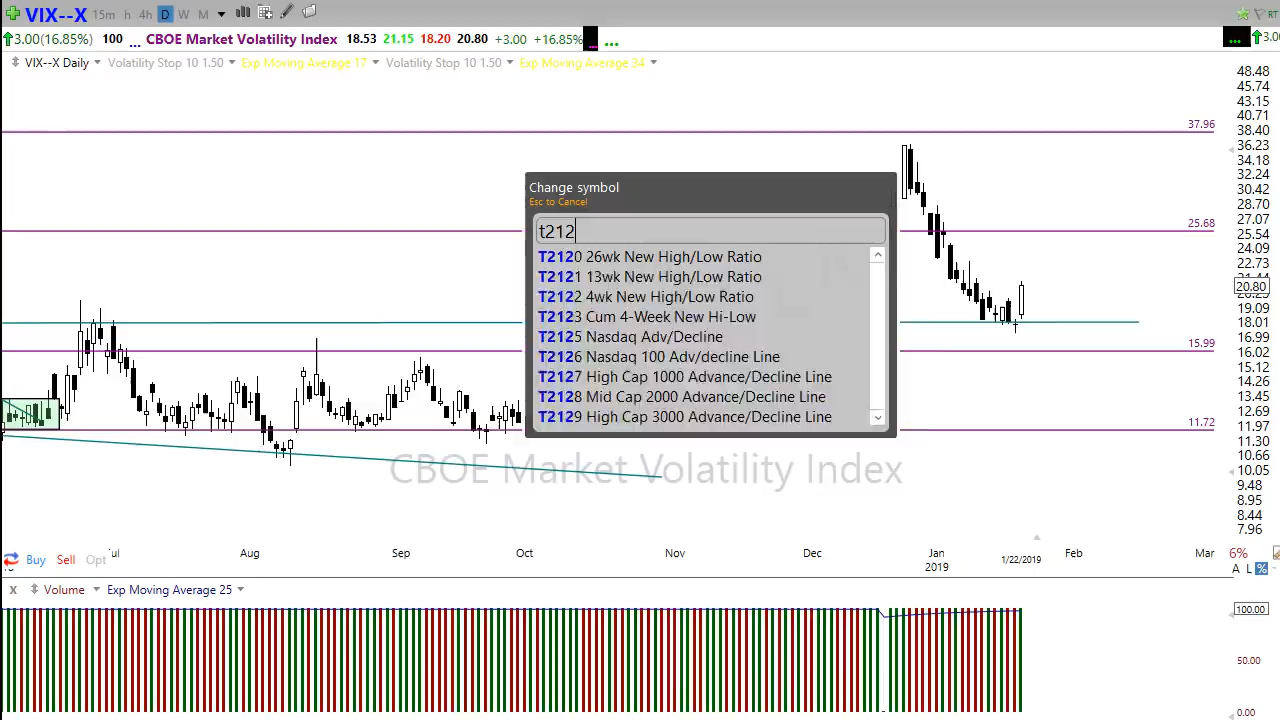 VIX--X 15m h 4h D W M RT
3.00(16.85%) 100 ... CBOE Market Volatility Index 18.53 21.15 18.20 20.80 +3.00 +16.85% ... ... ... 3.00
VIX--X Daily Volatility Stop 10 1.50 Exp Moving Average 17 Volatility Stop 10 1.50 Exp Moving Average 34
48.48
45.74
43.15
40.71
37.96 38.40
36.23
34.18
32.24
30.42
28.70
27.07
25.68 25.54
24.09
22.73
20.80
19.09
18.01
16.99
15.99 16.02
15.12
14.26
13.45
12.69
11.72 11.97
11.30
10.66
10.05
9.48
8.95
8.44
7.96
Change symbol
Esc to Cancel
t212
T2120 26wk New High/Low Ratio
T2121 13wk New High/Low Ratio
T2122 4wk New High/Low Ratio
T2123 Cum 4-Week New Hi-Low
T2125 Nasdaq Adv/Decline
T2126 Nasdaq 100 Adv/decline Line
T2127 High Cap 1000 Advance/Decline Line
T2128 Mid Cap 2000 Advance/Decline Line
T2129 High Cap 3000 Advance/Decline Line
CBOE Market Volatility Index
Buy Sell Opt Aug Sep Oct Nov Dec Jan 1/22/2019 Feb Mar 6%
2019 A L %
X Volume Exp Moving Average 25
100.00
50.00
0.00